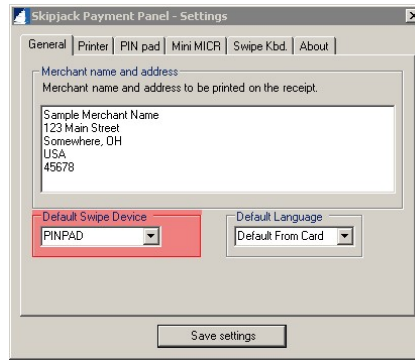 Skipjack Payment Panel - Settings
General Printer PIN pad Mini MICR Swipe Kbd. About
Merchant name and address
Merchant name and address to be printed on the receipt.
Sample Merchant Name
123 Main Street
Somewhere, OH
USA
45678
Default Swipe Device
PINPAD
Default Language
Default From Card
Save settings